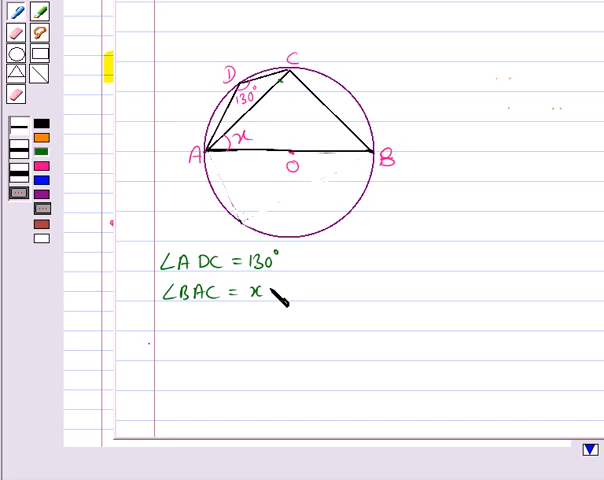 C
D
130°
x
A
O
B
∠ADC = 130°
∠BAC = x